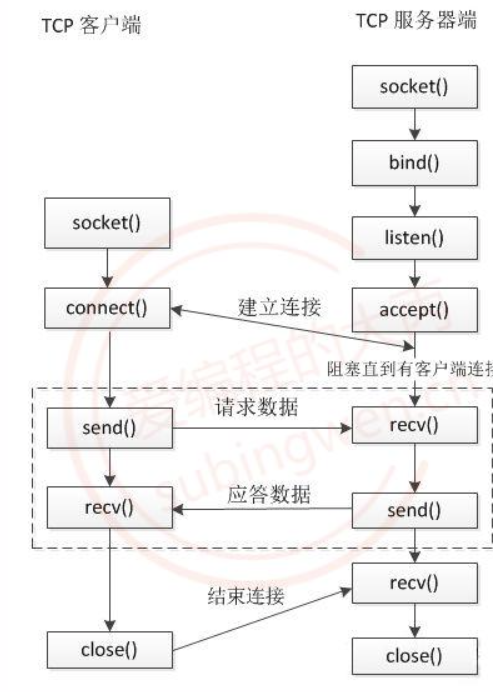 TCP 客户端
TCP 服务器端
socket()
bind()
socket()
listen()
connect()
建立连接
accept()
阻塞直到有客户端连接
send()
请求数据
recv()
recv()
应答数据
send()
结束连接
recv()
close()
close()
爱编程的大丙
subingwen.cn